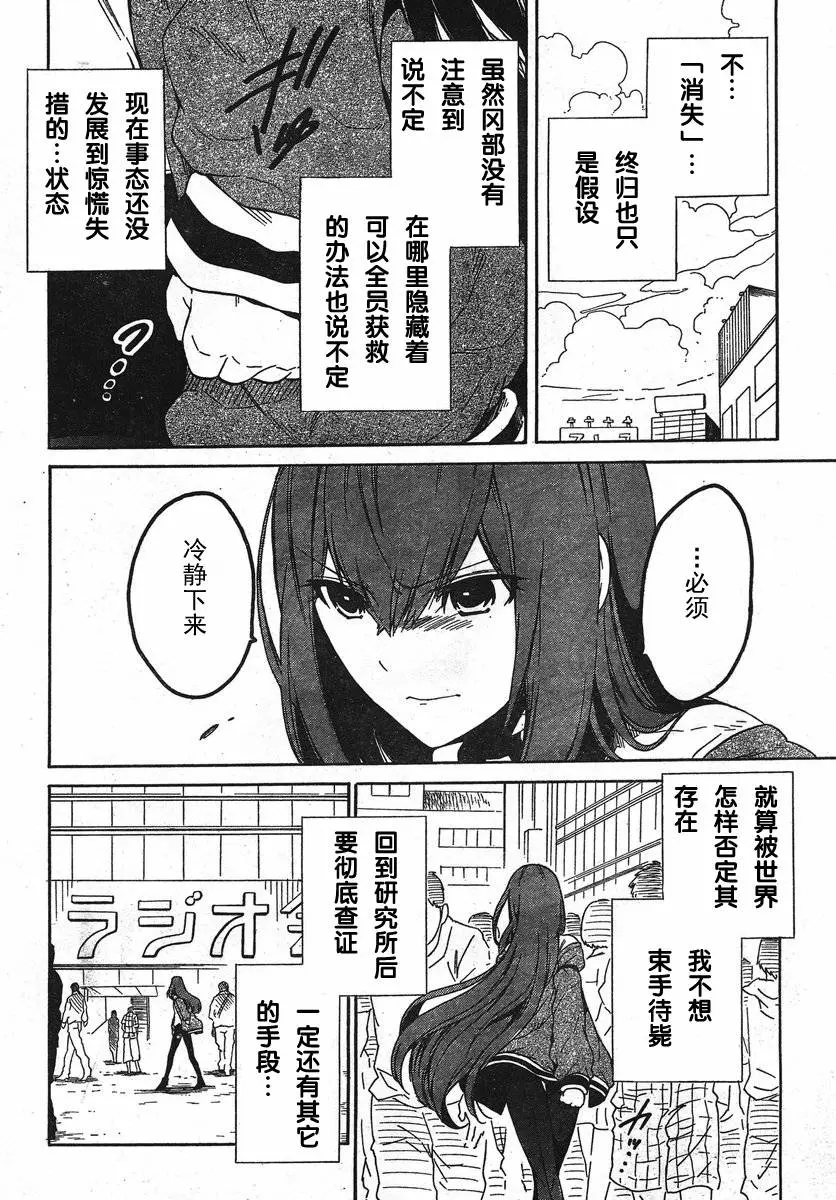 不…
「消失」…
终归也只
是假设
虽然冈部没有
注意到
说不定
在哪里隐藏着
可以全员获救
的办法也说不定
现在事态还没
发展到惊慌失
措的…状态
…必须
冷静下来
就算被世界
怎样否定其
存在
我不想
束手待毙
回到研究所后
要彻底查证
一定还有其它
的手段…
ラジオ